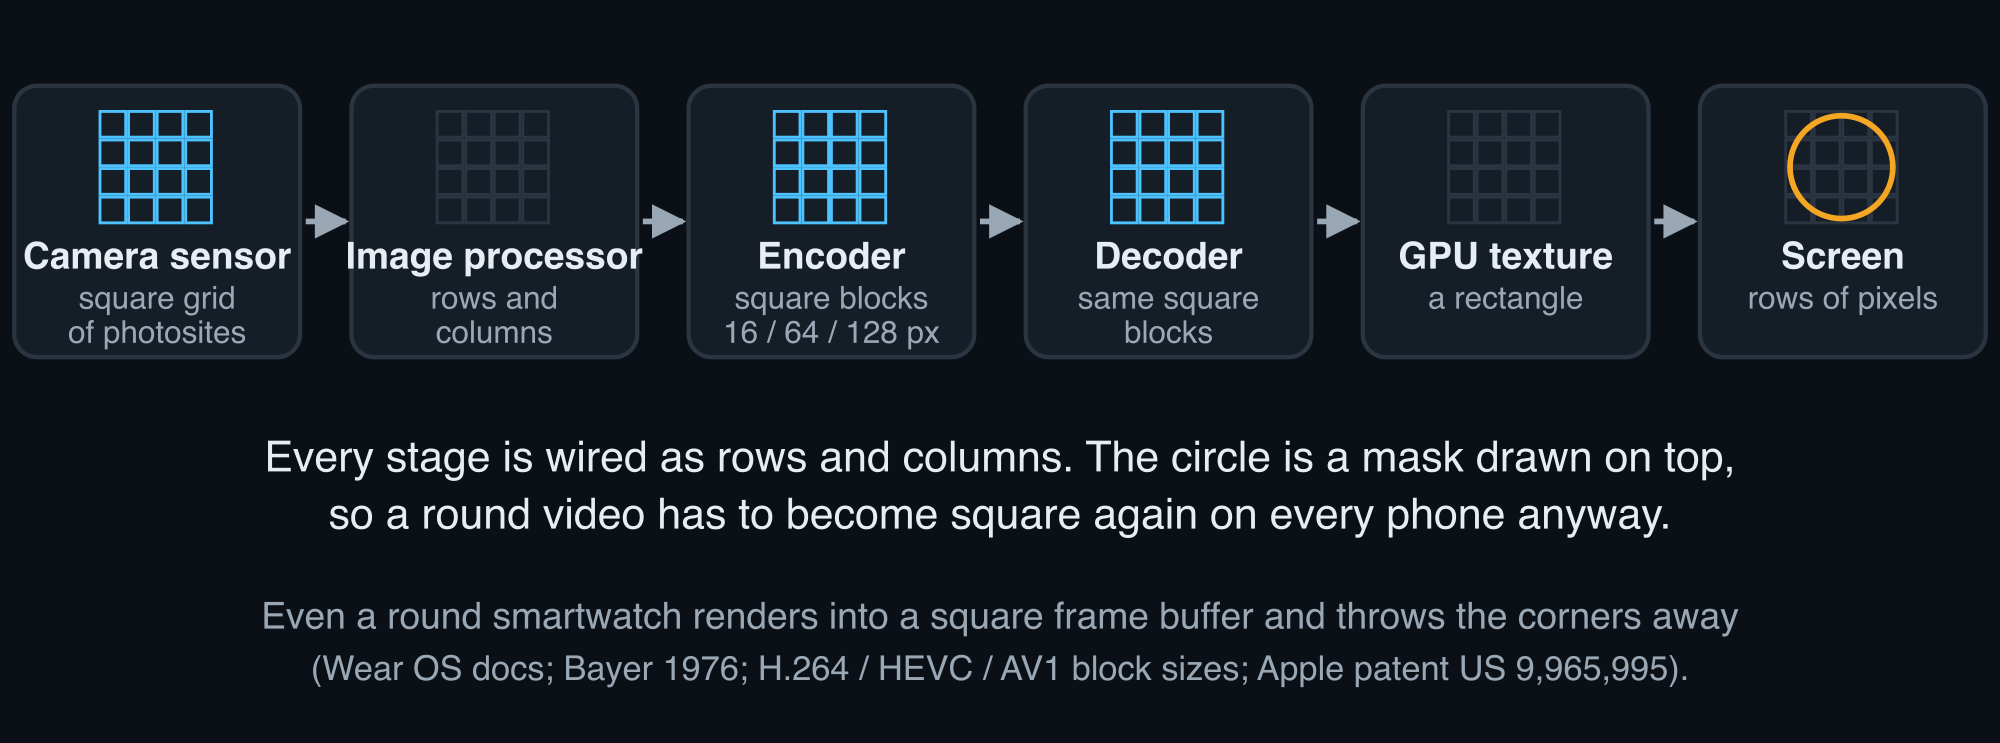 Camera sensor
square grid
of photosites
Image processor
rows and
columns
Encoder
square blocks
16 / 64 / 128 px
Decoder
same square
blocks
GPU texture
a rectangle
Screen
rows of pixels
Every stage is wired as rows and columns. The circle is a mask drawn on top,
so a round video has to become square again on every phone anyway.
Even a round smartwatch renders into a square frame buffer and throws the corners away
(Wear OS docs; Bayer 1976; H.264 / HEVC / AV1 block sizes; Apple patent US 9,965,995).